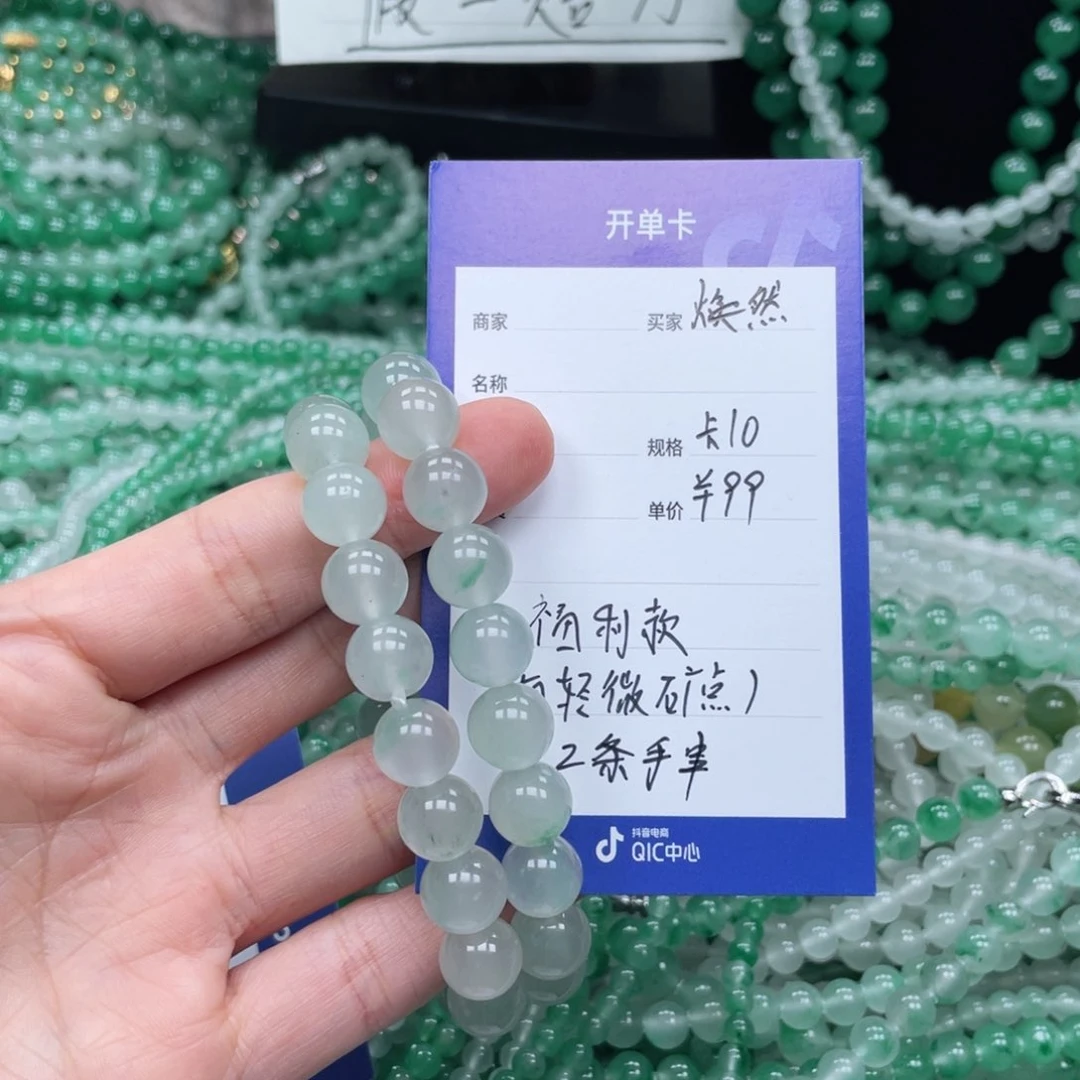 开单卡
商家
买家 焕然
名称
规格 卡10
单价 ¥99
福利款
轻微矿点)
2条手串
抖音电商
QIC中心